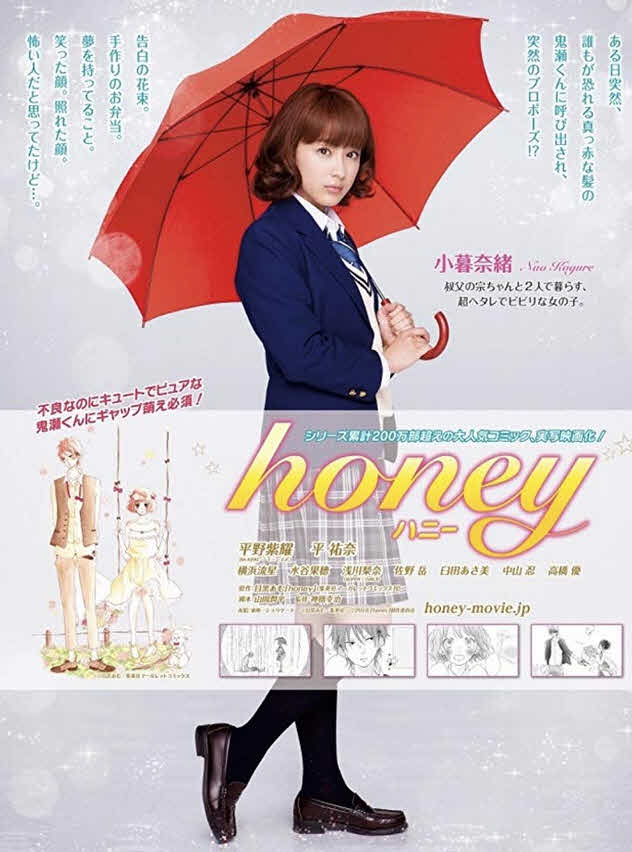 ある日突然、
誰もが恐れる真っ赤な髪の
鬼瀬くんに呼び出され、
突然のプロポーズ!?
告白の花束。
手作りのお弁当。
夢を持ってること。
笑った顔。照れた顔。
怖い人だと思ってたけど…。
小暮奈緒 Nao Kogure
叔父の宗ちゃんと2人で暮らす、
超ヘタレでビビリな女の子。
不良なのにキュートでピュアな
鬼瀬くんにギャップ萌え必須!
シリーズ累計200万部超えの大人気コミック、実写映画化!
honey
ハニー
平野紫耀 平 祐奈
横浜流星 水谷果穂 浅川梨奈 佐野 岳 臼田あさ美 中山 忍 高橋 優
honey-movie.jp